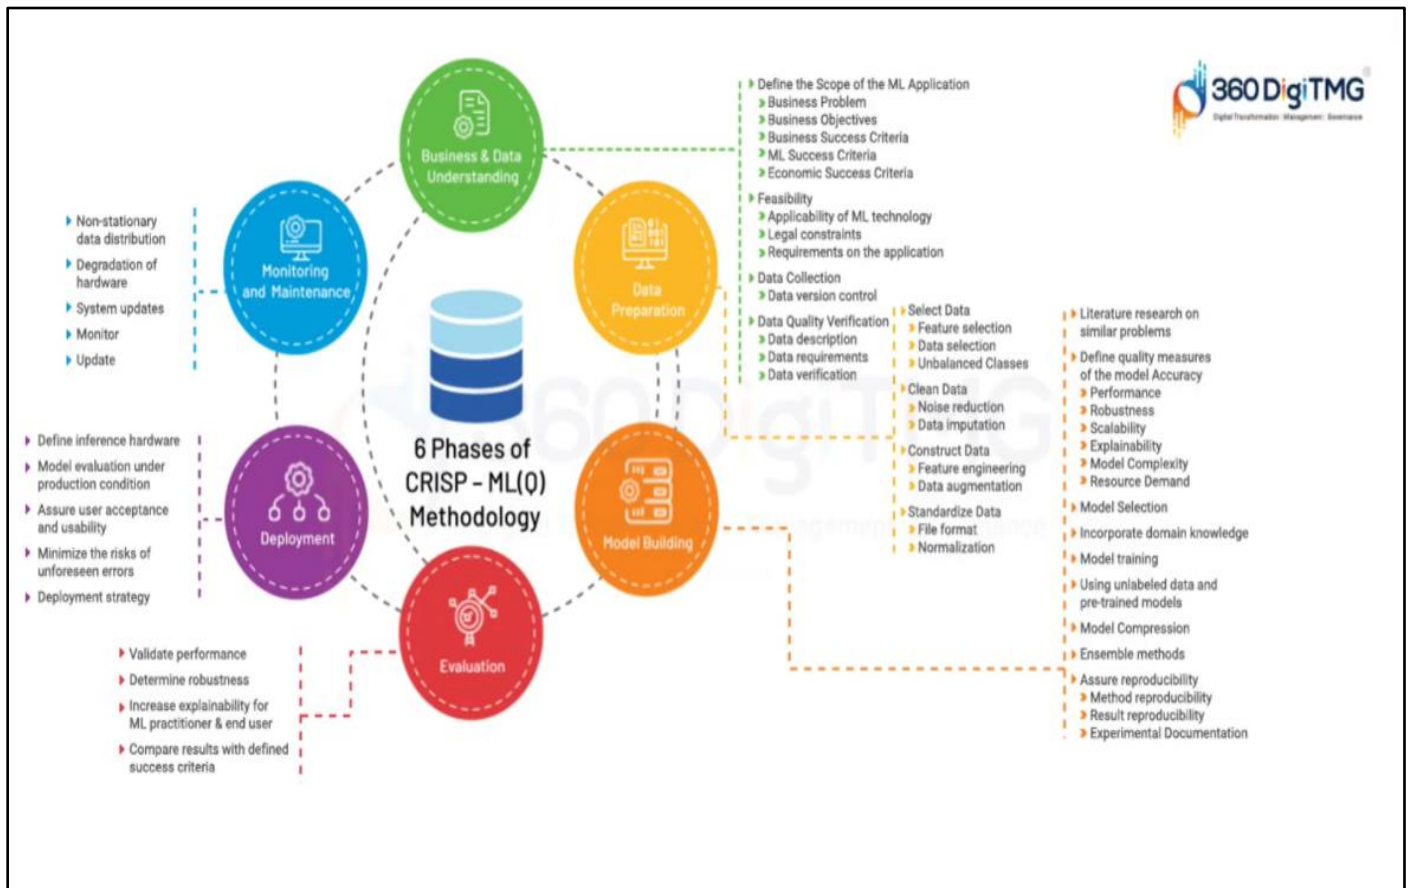 360DigiTMG
Digital Transformation | Management | Governance
Business & Data
Understanding
Define the Scope of the ML Application
Business Problem
Business Objectives
Business Success Criteria
ML Success Criteria
Economic Success Criteria
Feasibility
Applicability of ML technology
Legal constraints
Requirements on the application
Data Collection
Data version control
Data Quality Verification
Data description
Data requirements
Data verification
Data
Preparation
Select Data
Feature selection
Data selection
Unbalanced Classes
Clean Data
Noise reduction
Data imputation
Construct Data
Feature engineering
Data augmentation
Standardize Data
File format
Normalization
Model Building
Literature research on
similar problems
Define quality measures
of the model Accuracy
Performance
Robustness
Scalability
Explainability
Model Complexity
Resource Demand
Model Selection
Incorporate domain knowledge
Model training
Using unlabeled data and
pre-trained models
Model Compression
Ensemble methods
Assure reproducibility
Method reproducibility
Result reproducibility
Experimental Documentation
Evaluation
Validate performance
Determine robustness
Increase explainability for
ML practitioner & end user
Compare results with defined
success criteria
Deployment
Define inference hardware
Model evaluation under
production condition
Assure user acceptance
and usability
Minimize the risks of
unforeseen errors
Deployment strategy
Monitoring
and Maintenance
Non-stationary
data distribution
Degradation of
hardware
System updates
Monitor
Update
6 Phases of
CRISP - ML(Q)
Methodology
360DigiTMG